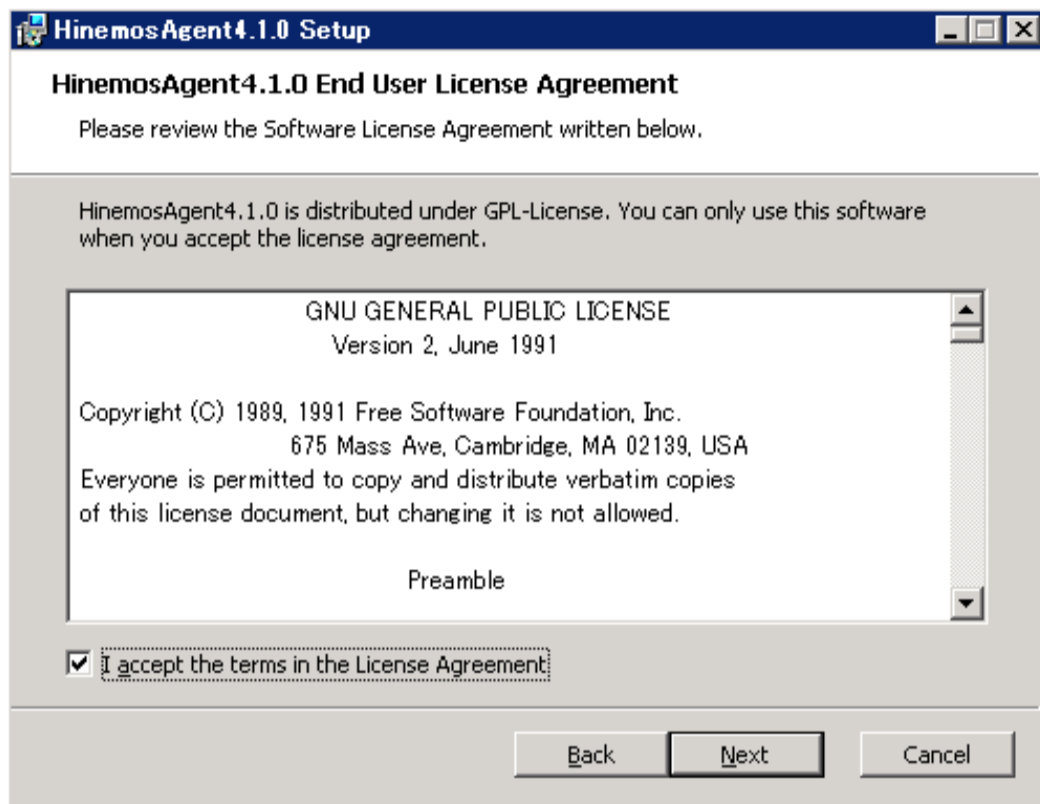 HinemosAgent4.1.0 Setup
HinemosAgent4.1.0 End User License Agreement
Please review the Software License Agreement written below.
HinemosAgent4.1.0 is distributed under GPL-License. You can only use this software
when you accept the license agreement.
GNU GENERAL PUBLIC LICENSE
Version 2, June 1991
Copyright (C) 1989, 1991 Free Software Foundation, Inc.
675 Mass Ave, Cambridge, MA 02139, USA
Everyone is permitted to copy and distribute verbatim copies
of this license document, but changing it is not allowed.
Preamble
I accept the terms in the License Agreement
Back Next Cancel